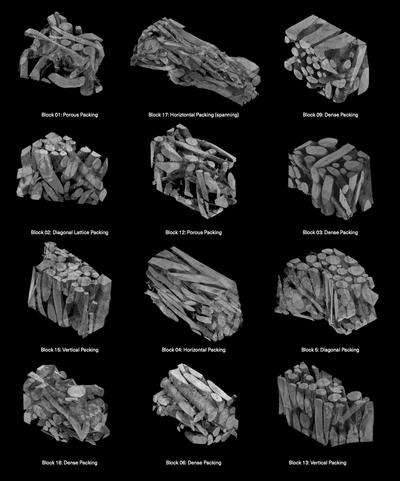 Block 01: Porous Packing
Block 17: Horiztontal Packing (spanning)
Block 09: Dense Packing
Block 02: Diagonal Lattice Packing
Block 12: Porous Packing
Block 03: Dense Packing
Block 15: Vertical Packing
Block 04: Horizontal Packing
Block 5: Diagonal Packing
Block 18: Dense Packing
Block 06: Dense Packing
Block 13: Vertical Packing